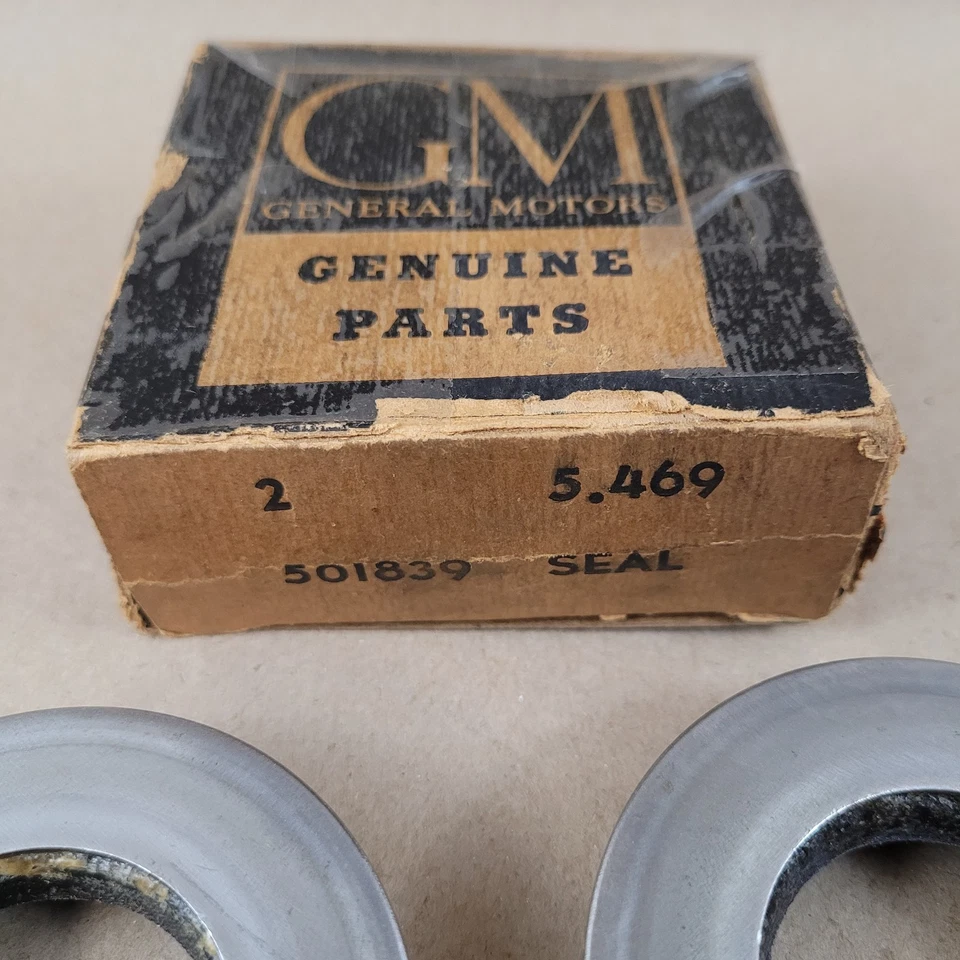 GM
GENERAL MOTORS
GENUINE
PARTS
2 5.469
501839 SEAL